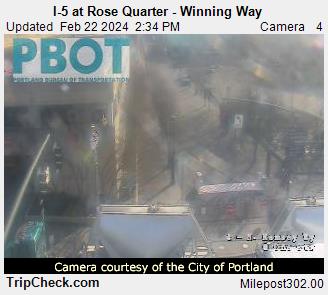 I-5 at Rose Quarter - Winning Way
Updated Feb 22 2024 2:34 PM Camera 4
PBOT
PORTLAND BUREAU OF TRANSPORTATION
Camera courtesy of the City of Portland
TripCheck.com Milepost302.00